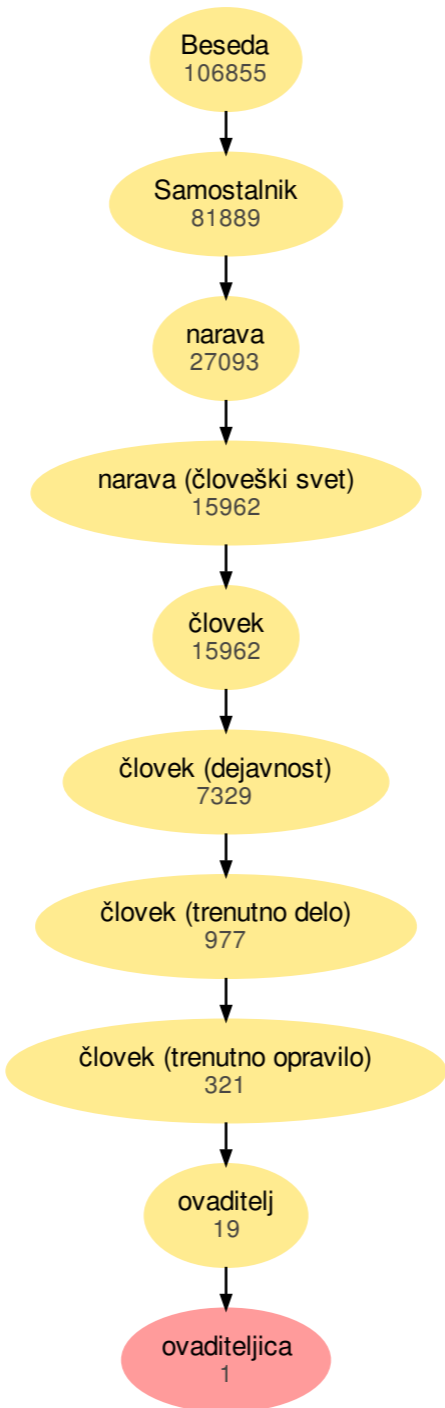 Beseda
106855
Samostalnik
81889
narava
27093
narava (človeški svet)
15962
človek
15962
človek (dejavnost)
7329
človek (trenutno delo)
977
človek (trenutno opravilo)
321
ovaditelj
19
ovaditeljica
1